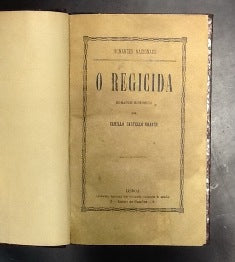 ROMANCES NACIONAES
O REGICIDA
ROMANCE HISTORICO
POR
CAMILLO CASTELLO BRANCO
LISBOA